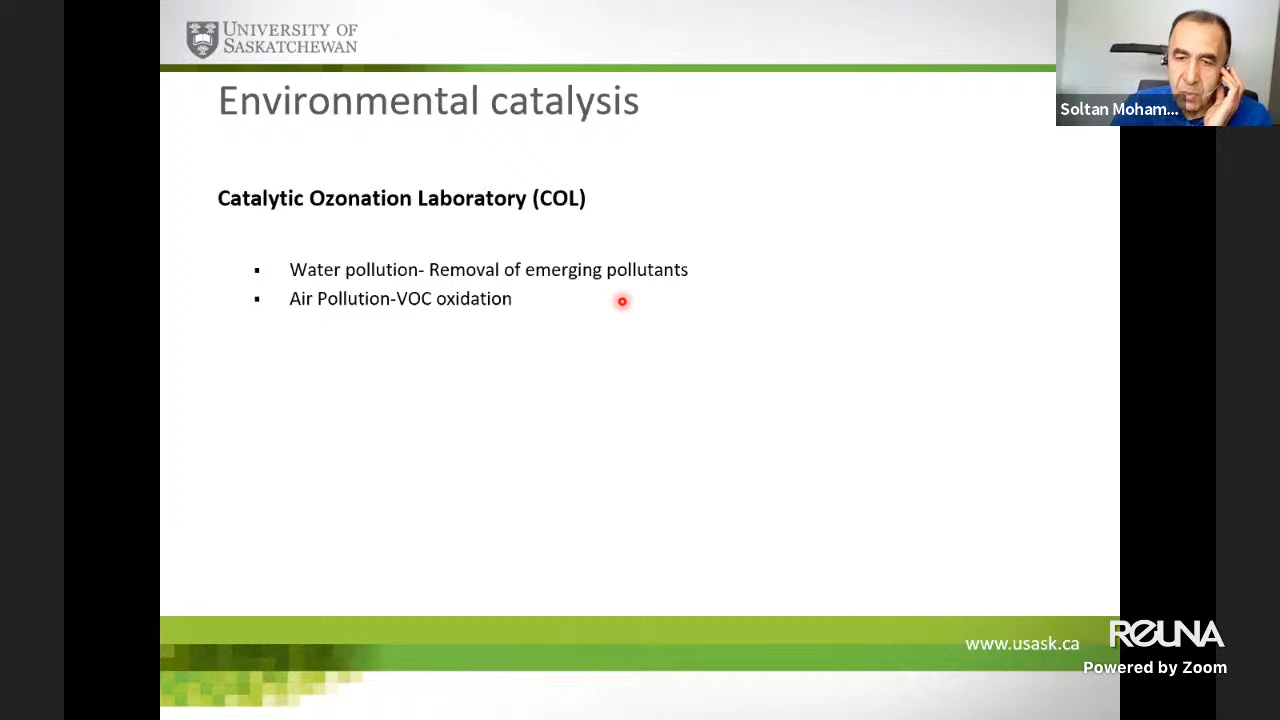 UNIVERSITY OF
SASKATCHEWAN
Environmental catalysis
Soltan Moham...
Catalytic Ozonation Laboratory (COL)
▪ Water pollution- Removal of emerging pollutants
▪ Air Pollution-VOC oxidation
www.usask.ca
REUNA
Powered by Zoom